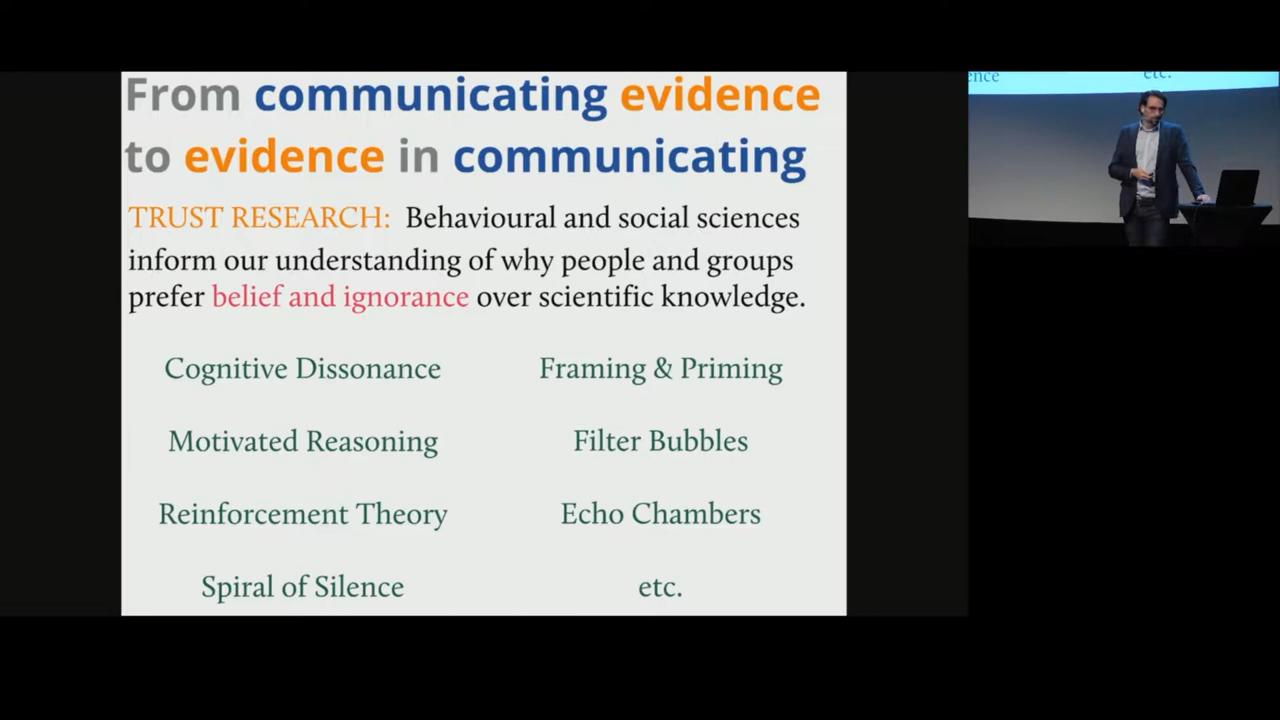 From communicating evidence
to evidence in communicating
TRUST RESEARCH: Behavioural and social sciences
inform our understanding of why people and groups
prefer belief and ignorance over scientific knowledge.
Cognitive Dissonance
Framing & Priming
Motivated Reasoning
Filter Bubbles
Reinforcement Theory
Echo Chambers
Spiral of Silence
etc.
etc.